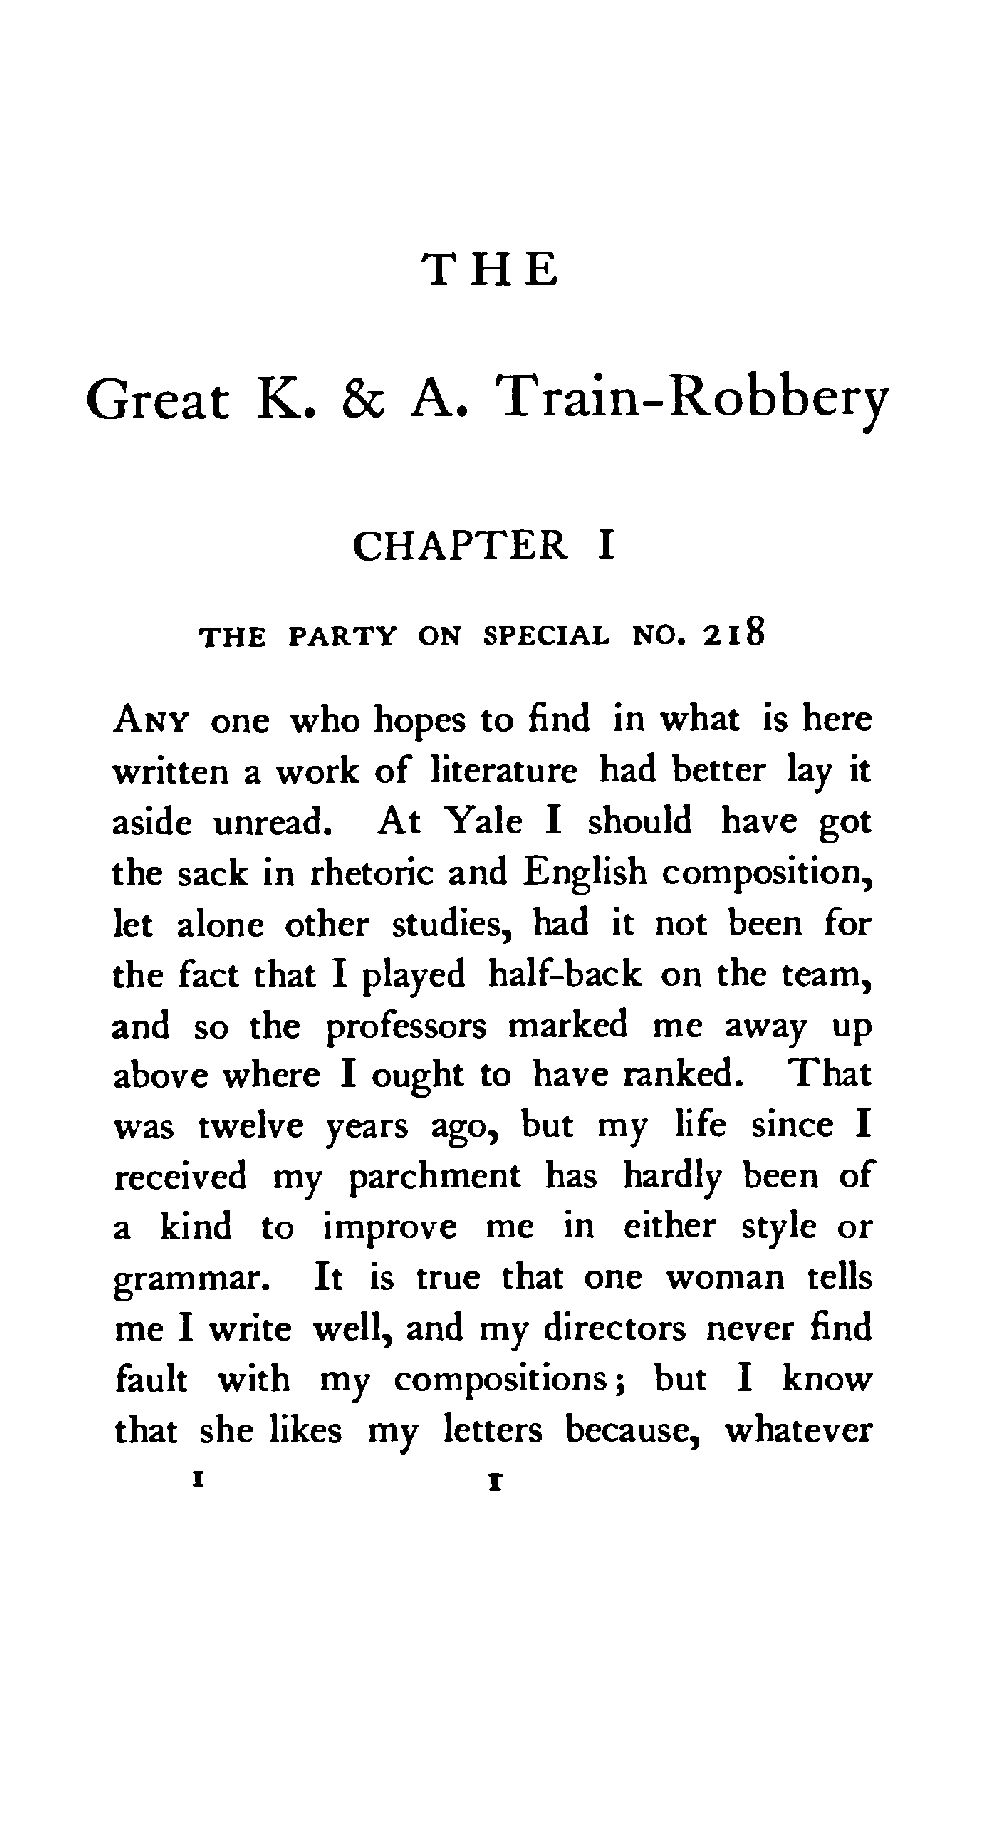 THE
Great K. & A. Train-Robbery
CHAPTER I
THE PARTY ON SPECIAL NO. 218
ANY one who hopes to find in what is here
written a work of literature had better lay it
aside unread. At Yale I should have got
the sack in rhetoric and English composition,
let alone other studies, had it not been for
the fact that I played half-back on the team,
and so the professors marked me away up
above where I ought to have ranked. That
was twelve years ago, but my life since I
received my parchment has hardly been of
a kind to improve me in either style or
grammar. It is true that one woman tells
me I write well, and my directors never find
fault with my compositions; but I know
that she likes my letters because, whatever
1 1